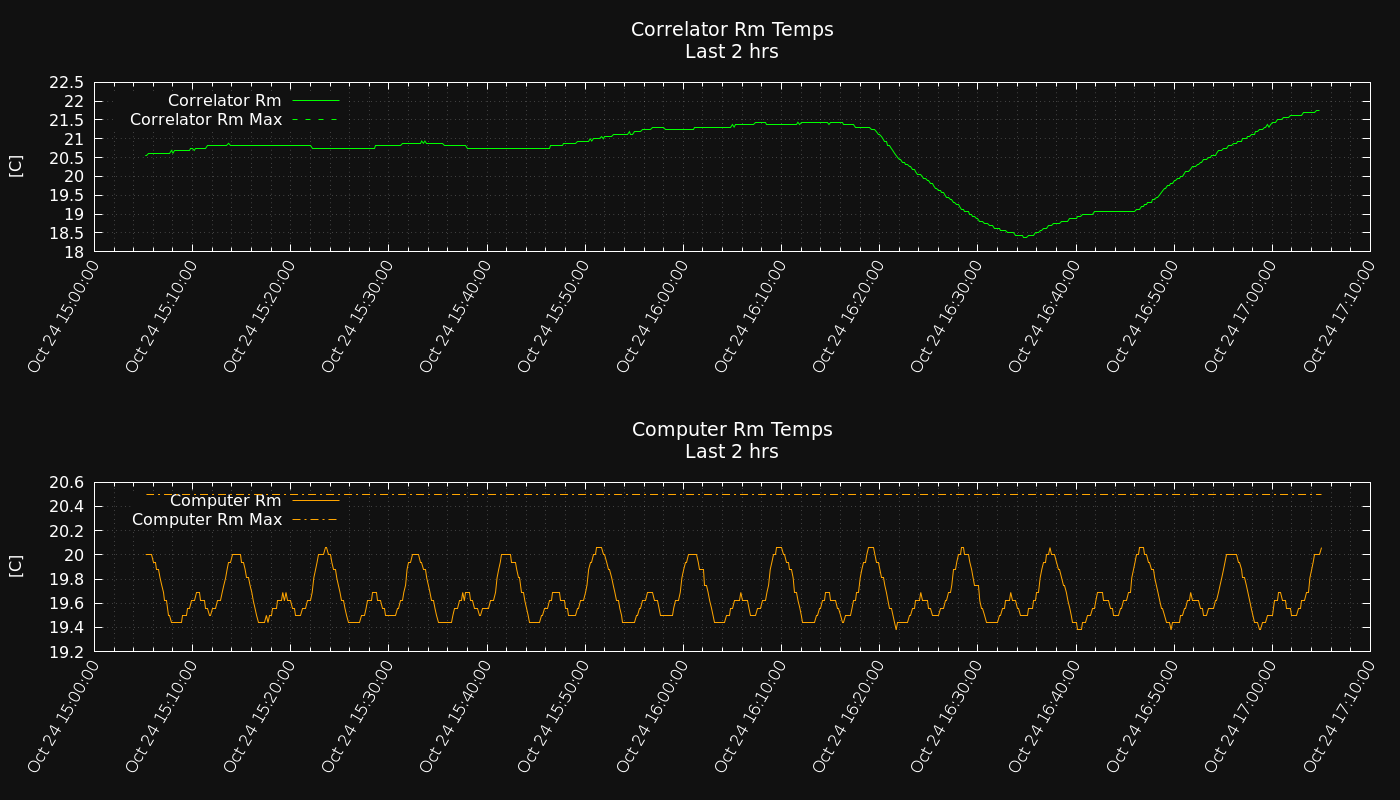 Correlator Rm Temps
Last 2 hrs
22.5
22
21.5
21
20.5
20
19.5
19
18.5
18
[C]
Correlator Rm
Correlator Rm Max
Oct 24 15:00:00
Oct 24 15:10:00
Oct 24 15:20:00
Oct 24 15:30:00
Oct 24 15:40:00
Oct 24 15:50:00
Oct 24 16:00:00
Oct 24 16:10:00
Oct 24 16:20:00
Oct 24 16:30:00
Oct 24 16:40:00
Oct 24 16:50:00
Oct 24 17:00:00
Oct 24 17:10:00
Computer Rm Temps
Last 2 hrs
20.6
20.4
20.2
20
19.8
19.6
19.4
19.2
[C]
Computer Rm
Computer Rm Max
Oct 24 15:00:00
Oct 24 15:10:00
Oct 24 15:20:00
Oct 24 15:30:00
Oct 24 15:40:00
Oct 24 15:50:00
Oct 24 16:00:00
Oct 24 16:10:00
Oct 24 16:20:00
Oct 24 16:30:00
Oct 24 16:40:00
Oct 24 16:50:00
Oct 24 17:00:00
Oct 24 17:10:00